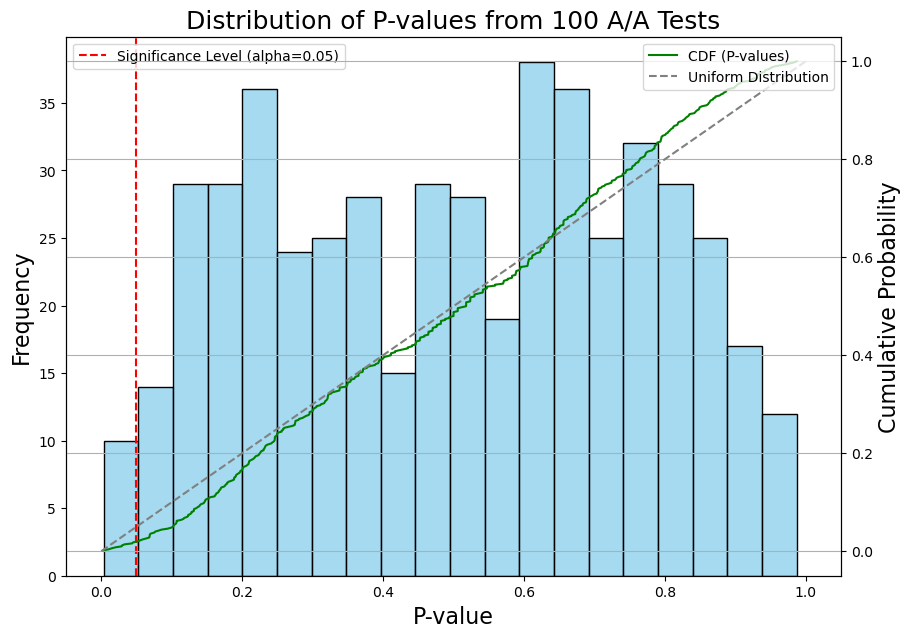 Distribution of P-values from 100 A/A Tests
Significance Level (alpha=0.05)
CDF (P-values)
Uniform Distribution
Frequency
35
30
25
20
15
10
5
0
0.0
0.2
0.4
0.6
0.8
1.0
P-value
1.0
0.8
0.6
0.4
0.2
0.0
Cumulative Probability